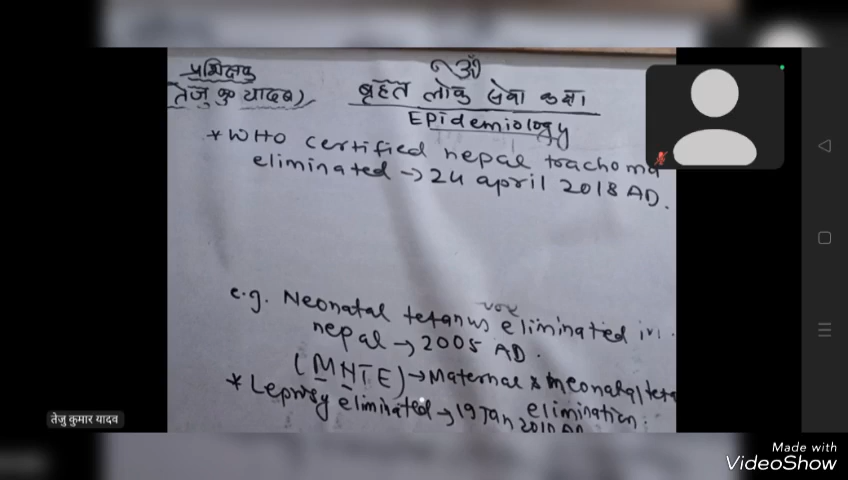 ॐ
प्रशिक्षक
(तेजु कु यादव)
बृहत लोक सेवा कक्षा
Epidemiology
*WHO certified nepal trachoma
eliminated → 24 april 2018 AD.
e.g. Neonatal tetanus eliminated in
nepal → 2005 AD.
(MNTE) → Maternal & neonatal teta
elimination.
* Leprosy eliminated → 19 Jan 2010 AD
तेजु कुमार यादव
Made with
VideoShow